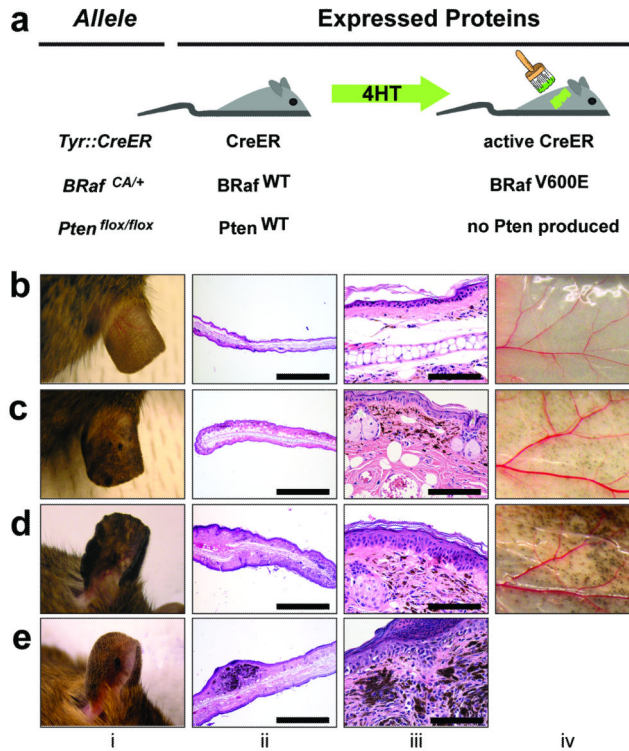 a Allele Expressed Proteins
4HT
Tyr::CreER CreER active CreER
BRaf CA/+ BRaf WT BRaf V600E
Pten flox/flox Pten WT no Pten produced
b
c
d
e
i ii iii iv